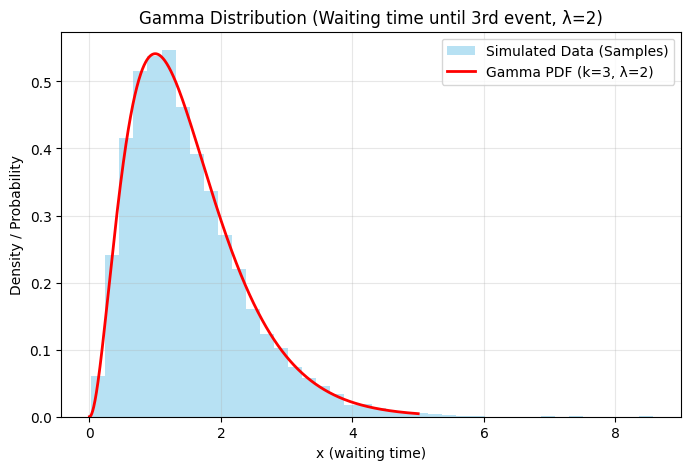 Gamma Distribution (Waiting time until 3rd event, λ=2)
Simulated Data (Samples)
Gamma PDF (k=3, λ=2)
Density / Probability
0.5
0.4
0.3
0.2
0.1
0.0
0
2
4
6
8
x (waiting time)